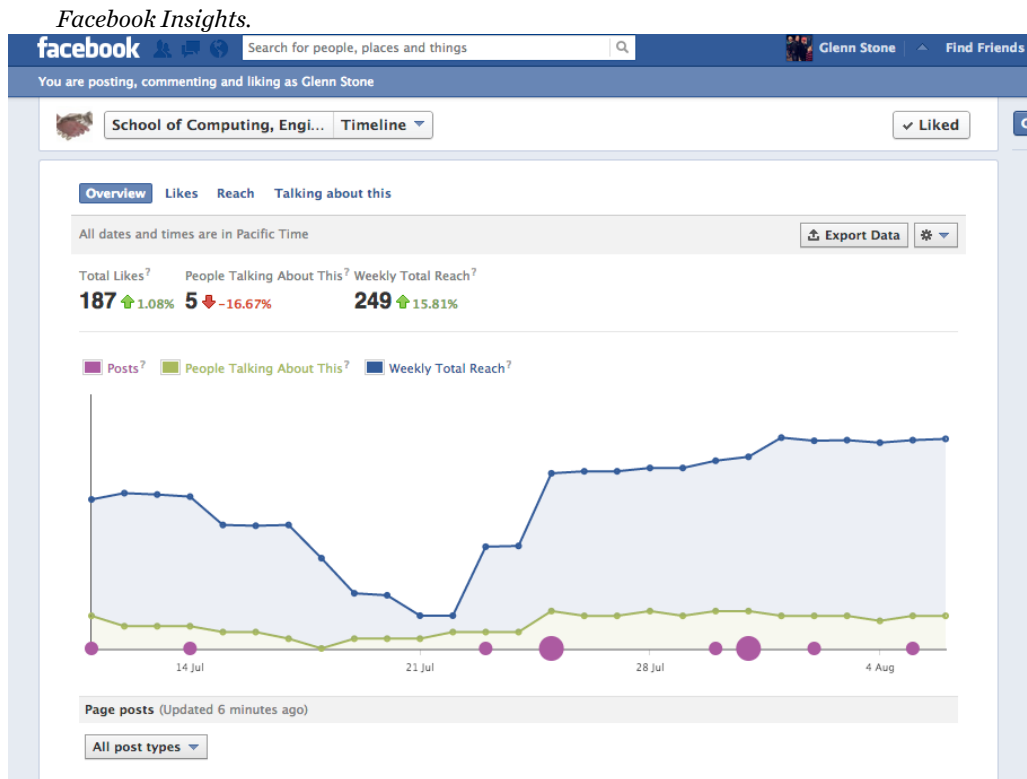 Facebook Insights.
facebook Search for people, places and things Glenn Stone Find Friends
You are posting, commenting and liking as Glenn Stone
School of Computing, Engi... Timeline Liked
Overview Likes Reach Talking about this
All dates and times are in Pacific Time Export Data
Total Likes? People Talking About This? Weekly Total Reach?
187 1.08% 5 -16.67% 249 15.81%
Posts? People Talking About This? Weekly Total Reach?
14 Jul 21 Jul 28 Jul 4 Aug
Page posts (Updated 6 minutes ago)
All post types